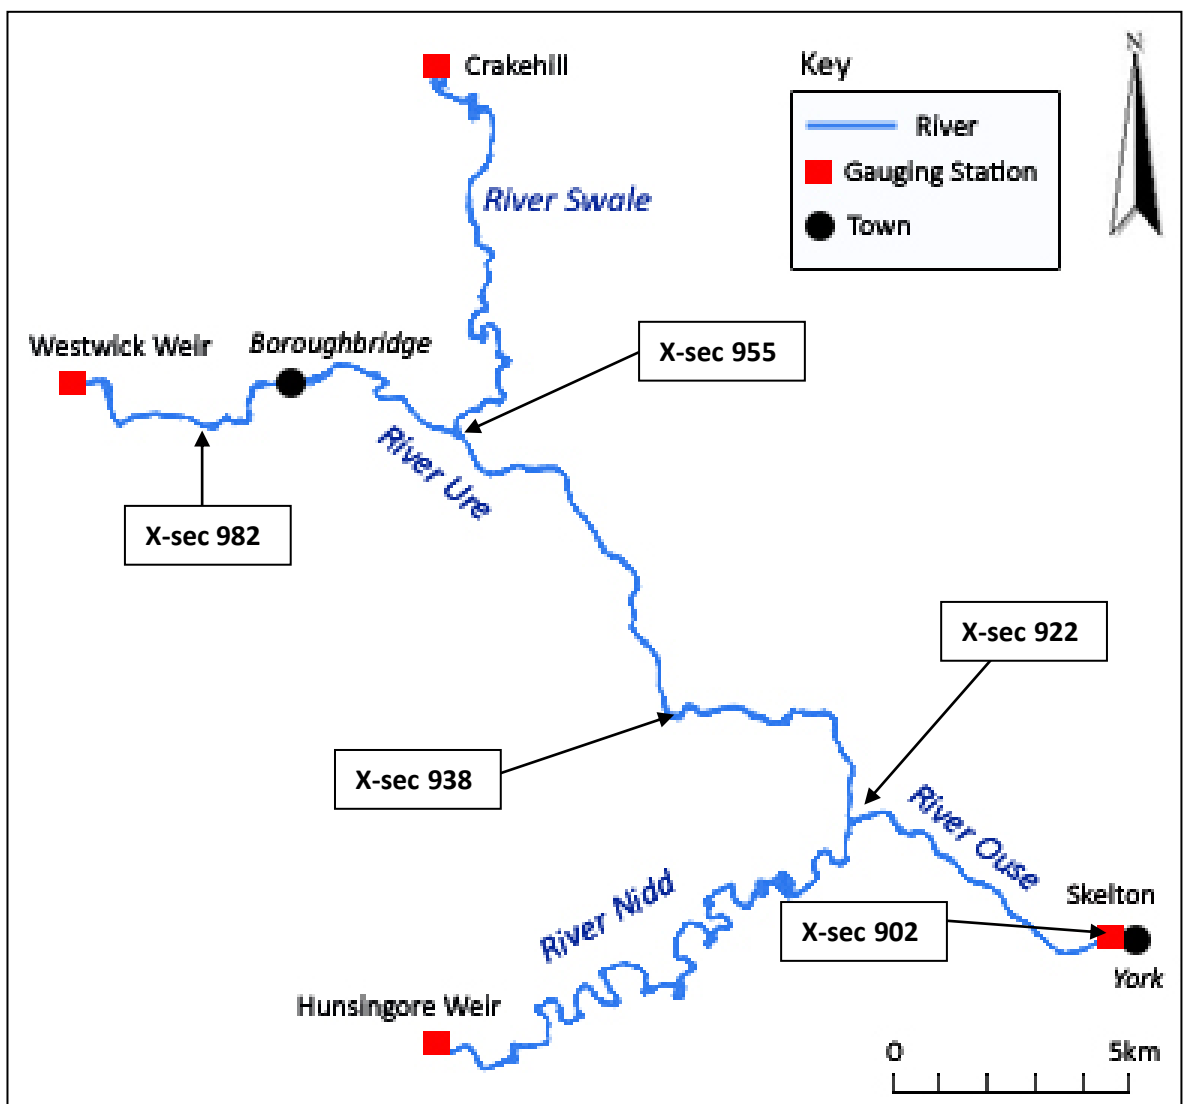 N
Crakehill
Key
River
Gauging Station
Town
River Swale
Westwick Weir
Boroughbridge
X-sec 955
River Ure
X-sec 982
X-sec 922
X-sec 938
River Ouse
River Nidd
Skelton
X-sec 902
York
Hunsingore Weir
0 5km